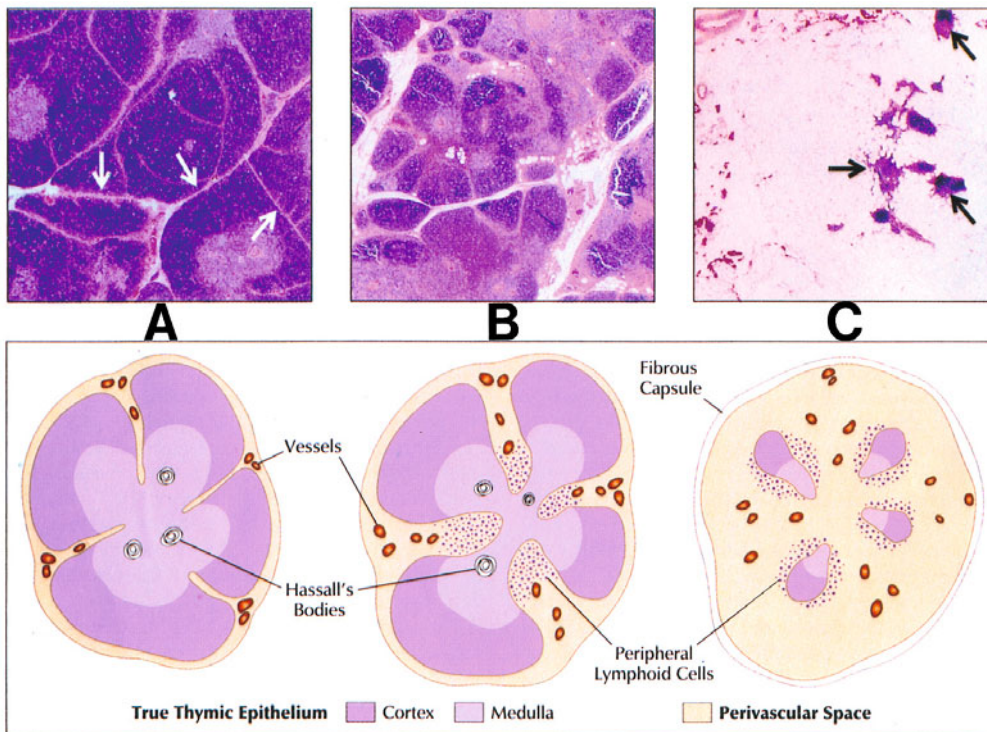 A
B
C
Fibrous
Capsule
Vessels
Hassall's
Bodies
Peripheral
Lymphoid Cells
True Thymic Epithelium
Cortex
Medulla
Perivascular Space